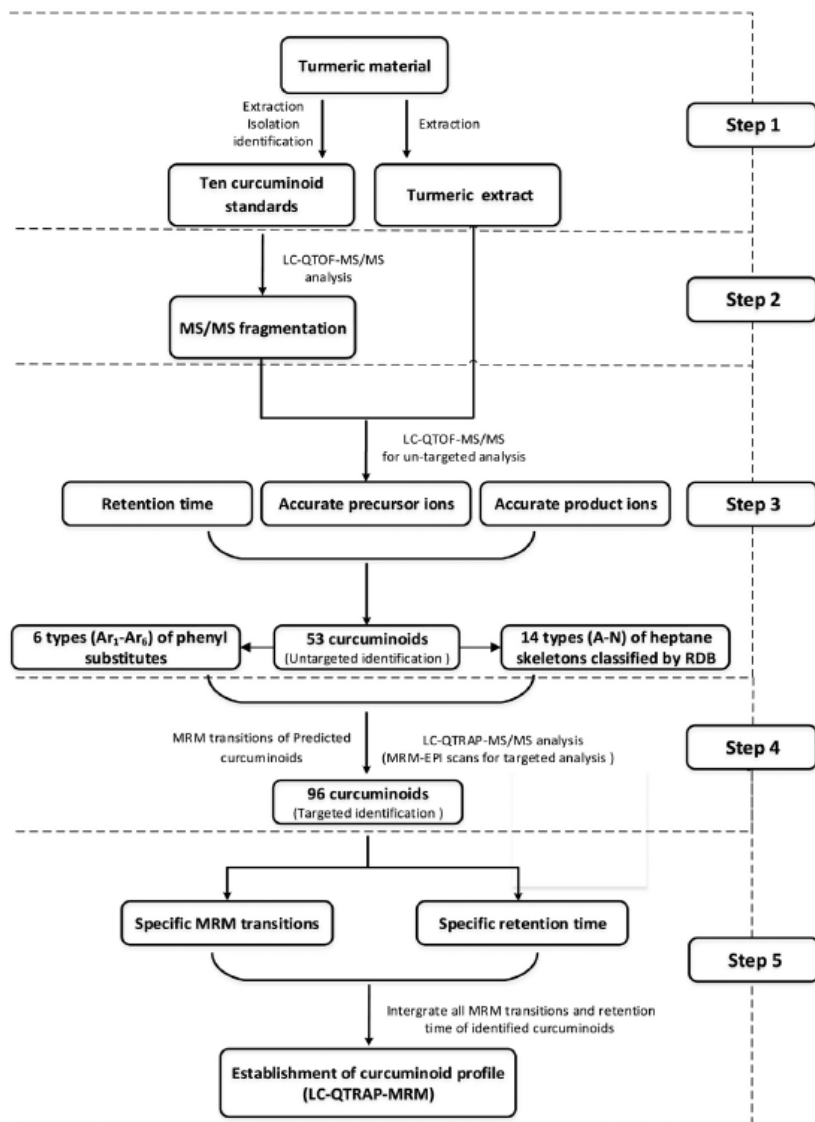 Turmeric material
Extraction
Isolation
identification
Extraction
Step 1
Ten curcuminoid
standards
Turmeric extract
LC-QTOF-MS/MS
analysis
Step 2
MS/MS fragmentation
LC-QTOF-MS/MS
for un-targeted analysis
Retention time
Accurate precursor ions
Accurate product ions
Step 3
6 types (Ar₁-Ar₆) of phenyl
substitutes
53 curcuminoids
(Untargeted identification )
14 types (A-N) of heptane
skeletons classified by RDB
MRM transitions of Predicted
curcuminoids
LC-QTRAP-MS/MS analysis
(MRM-EPI scans for targeted analysis )
Step 4
96 curcuminoids
(Targeted identification )
Specific MRM transitions
Specific retention time
Step 5
Intergrate all MRM transitions and retention
time of identified curcuminoids
Establishment of curcuminoid profile
(LC-QTRAP-MRM)